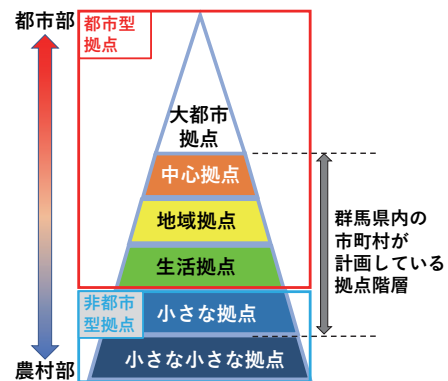 都市部
都市型
拠点
大都市
拠点
中心拠点
地域拠点
生活拠点
群馬県内の
市町村が
計画している
拠点階層
非都市
型拠点
小さな拠点
小さな小さな拠点
農村部